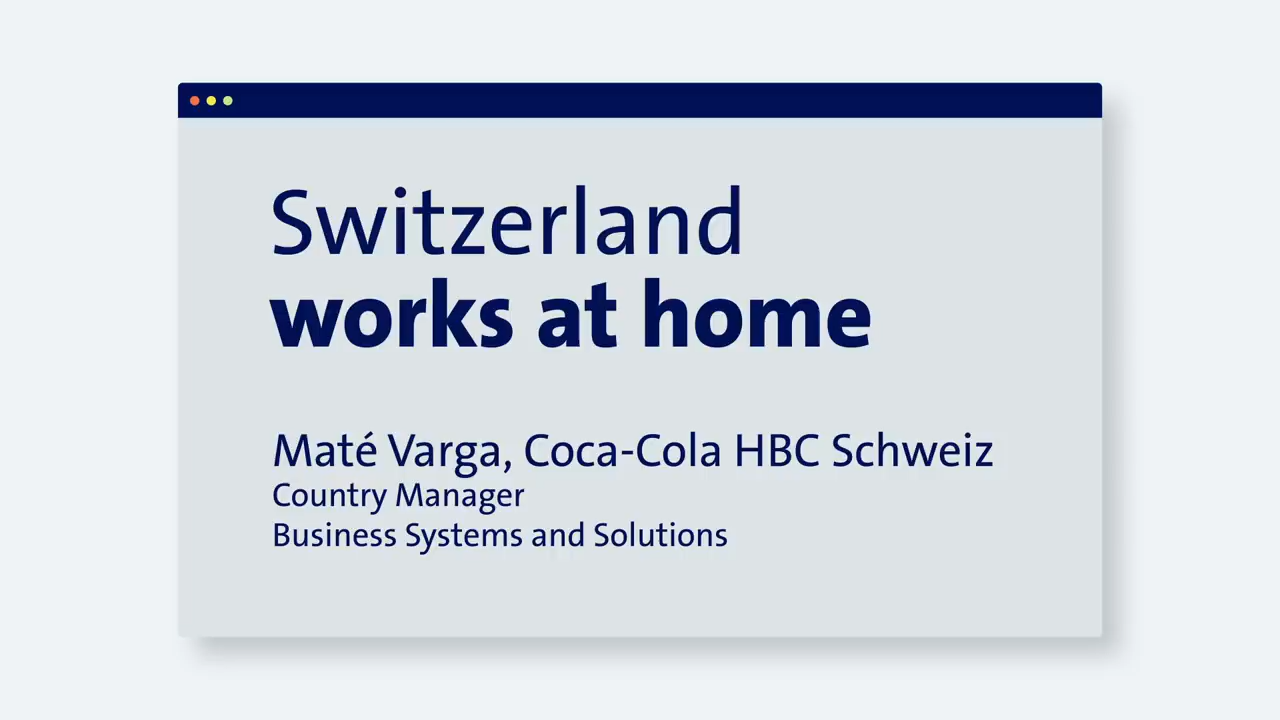 Switzerland
works at home
Maté Varga, Coca-Cola HBC Schweiz
Country Manager
Business Systems and Solutions